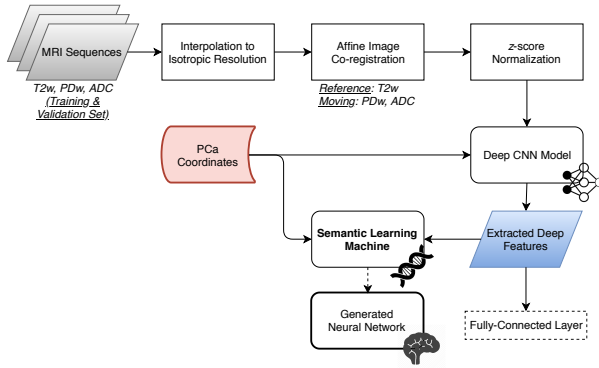 MRI Sequences
Interpolation to
Isotropic Resolution
Affine Image
Co-registration
z-score
Normalization
T2w, PDw, ADC
(Training &
Validation Set)
Reference: T2w
Moving: PDw, ADC
PCa
Coordinates
Deep CNN Model
Semantic Learning
Machine
Extracted Deep
Features
Generated
Neural Network
Fully-Connected Layer